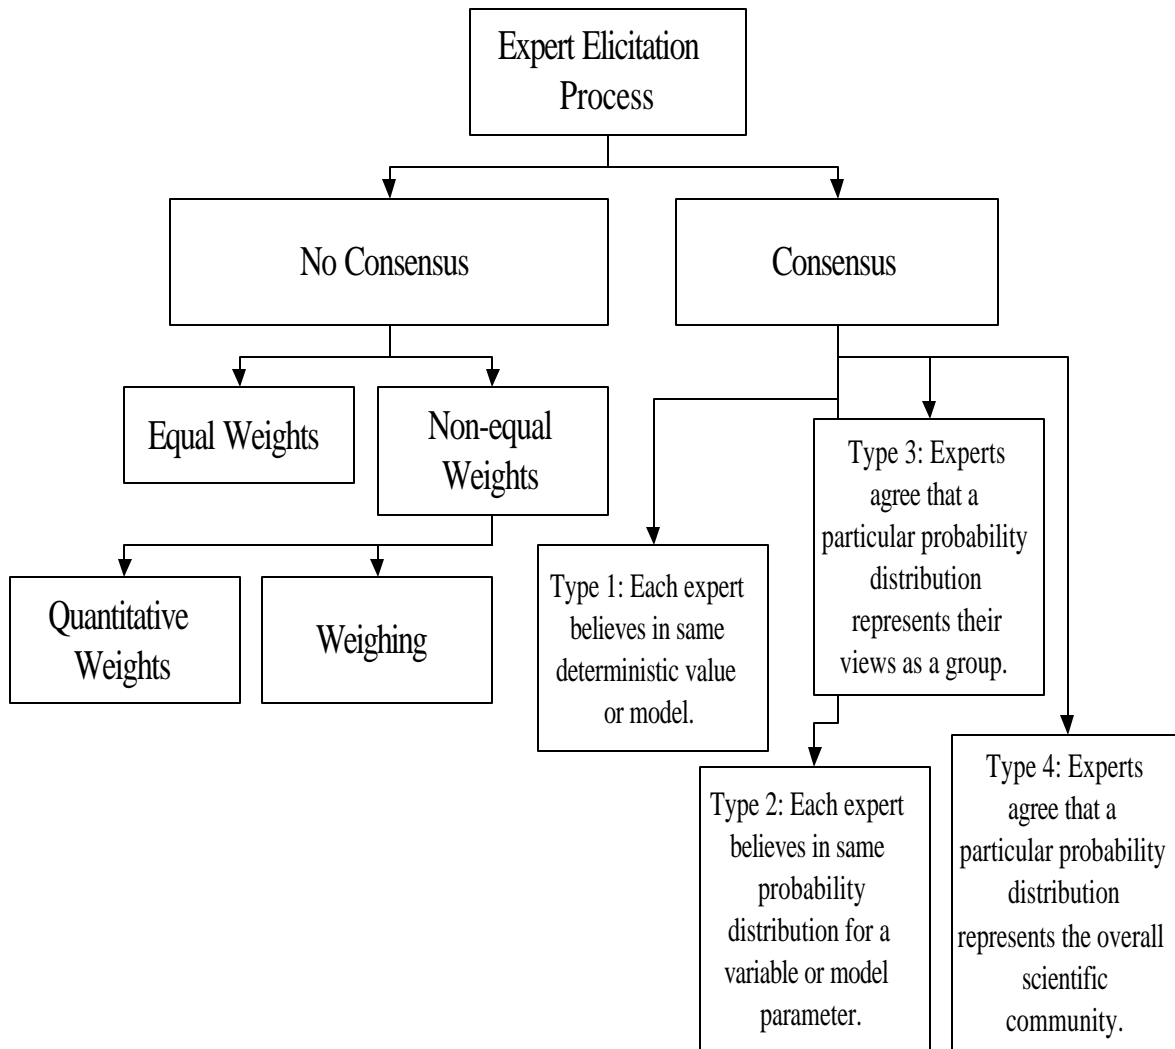 Expert Elicitation
Process
No Consensus
Consensus
Equal Weights
Non-equal
Weights
Quantitative
Weights
Weighing
Type 1: Each expert
believes in same
deterministic value
or model.
Type 3: Experts
agree that a
particular probability
distribution
represents their
views as a group.
Type 2: Each expert
believes in same
probability
distribution for a
variable or model
parameter.
Type 4: Experts
agree that a
particular probability
distribution
represents the overall
scientific
community.